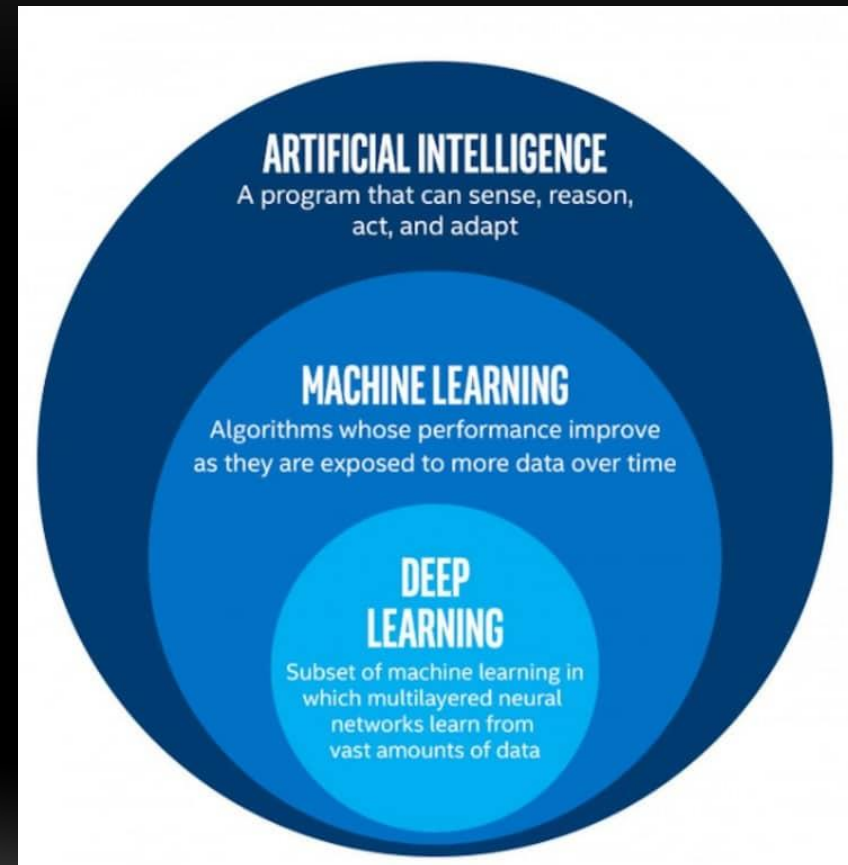 ARTIFICIAL INTELLIGENCE
A program that can sense, reason,
act, and adapt
MACHINE LEARNING
Algorithms whose performance improve
as they are exposed to more data over time
DEEP
LEARNING
Subset of machine learning in
which multilayered neural
networks learn from
vast amounts of data